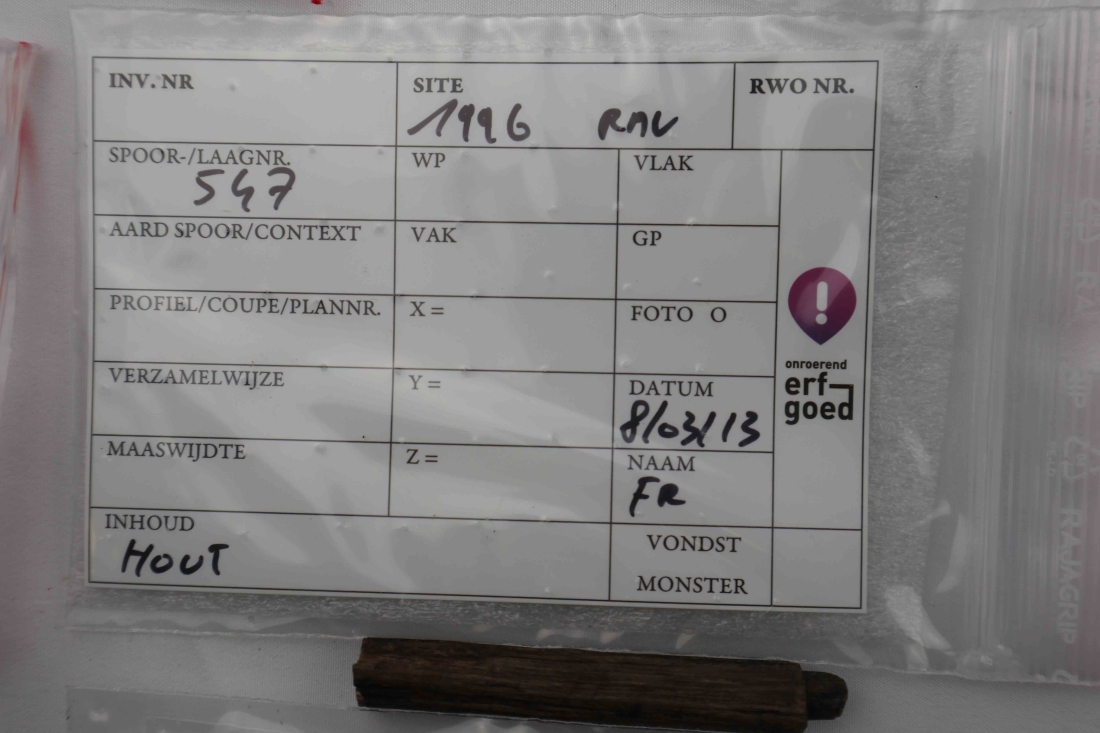 INV. NR
SITE
RWO NR.
1996 RAV
SPOOR-/LAAGNR.
547
WP
VLAK
AARD SPOOR/CONTEXT
VAK
GP
PROFIEL/COUPE/PLANNR.
X =
FOTO O
VERZAMELWIJZE
Y =
DATUM
8/03/13
MAASWIJDTE
Z =
NAAM
FR
INHOUD
HOUT
VONDST
MONSTER
onroerend
erf
goed
RAJAGRIP